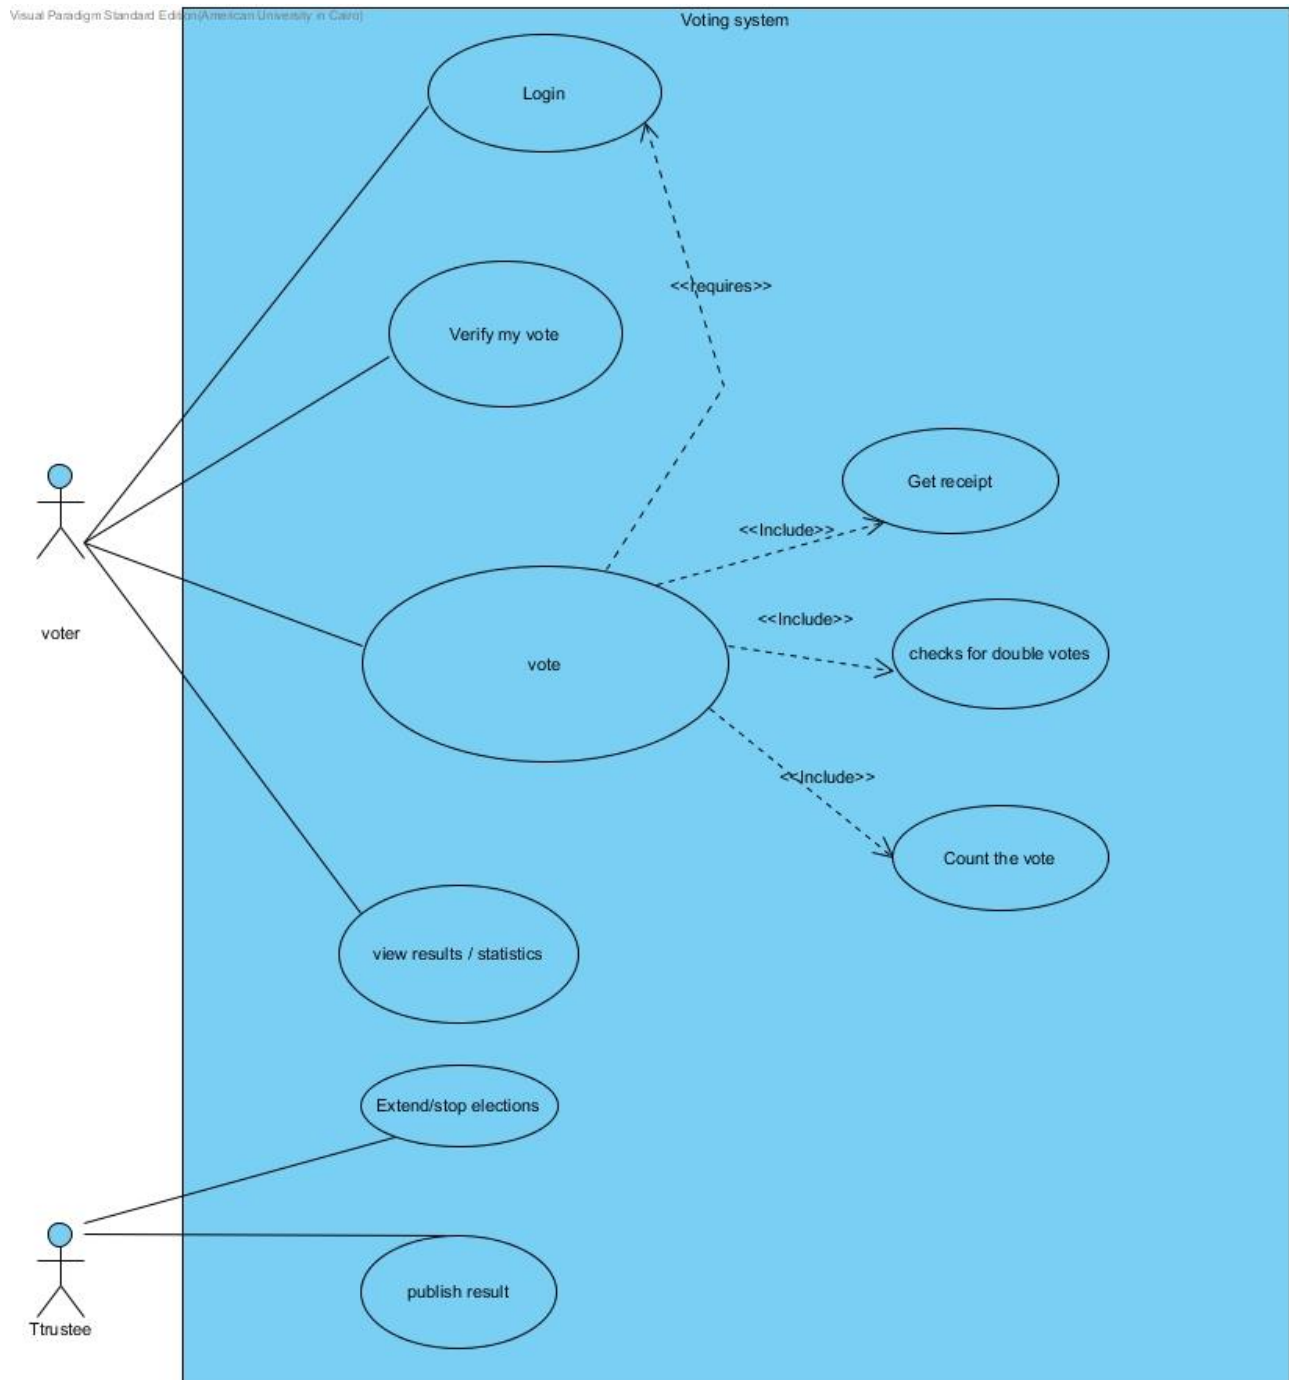 Visual Paradigm Standard Edition(American University in Cairo)
Voting system
Login
<<requires>>
Verify my vote
Get receipt
<<Include>>
voter
<<Include>>
checks for double votes
vote
<<Include>>
Count the vote
view results / statistics
Extend/stop elections
publish result
Ttrustee